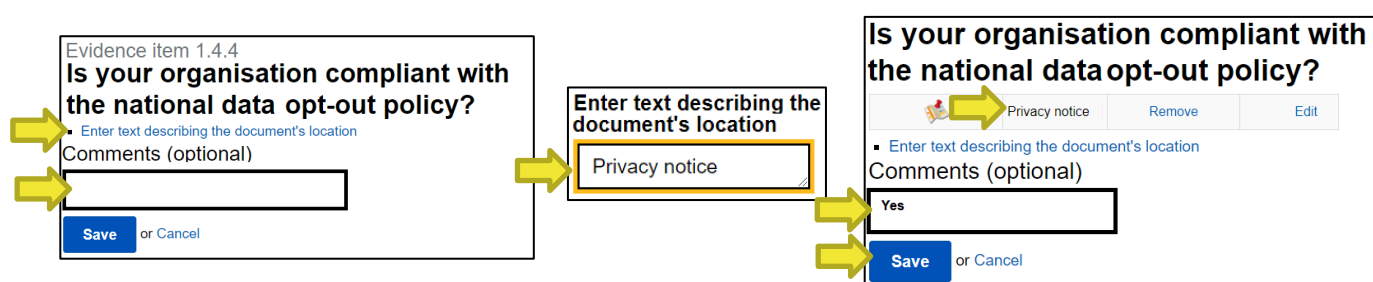 Evidence item 1.4.4
Is your organisation compliant with
the national data opt-out policy?
Enter text describing the document's location
Comments (optional)
Save or Cancel
Enter text describing the
document's location
Privacy notice
Is your organisation compliant with
the national data opt-out policy?
Privacy notice Remove Edit
Enter text describing the document's location
Comments (optional)
Yes
Save or Cancel